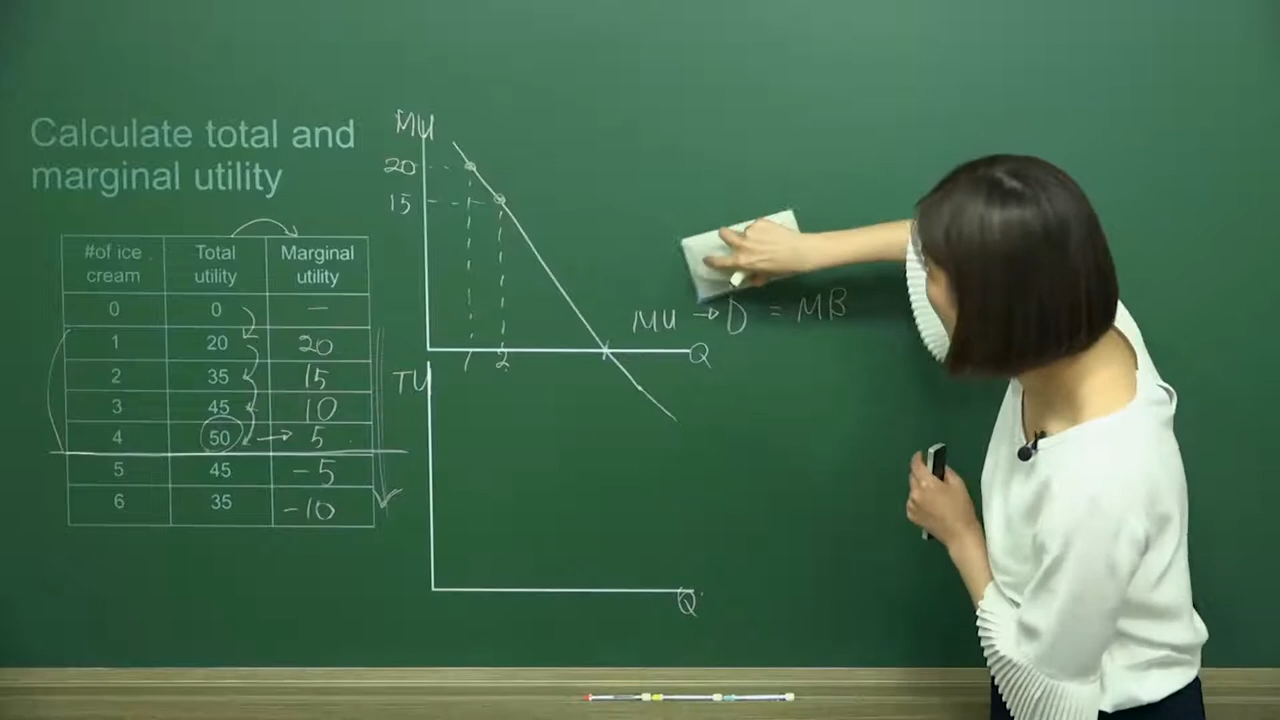 Calculate total and
marginal utility
#of ice
cream
Total
utility
Marginal
utility
0 0 —
1 20 20
2 35 15
3 45 10
4 50 → 5
5 45 -5
6 35 -10
MU
20
15
1 2
Q
MU → D = MB
TU
Q